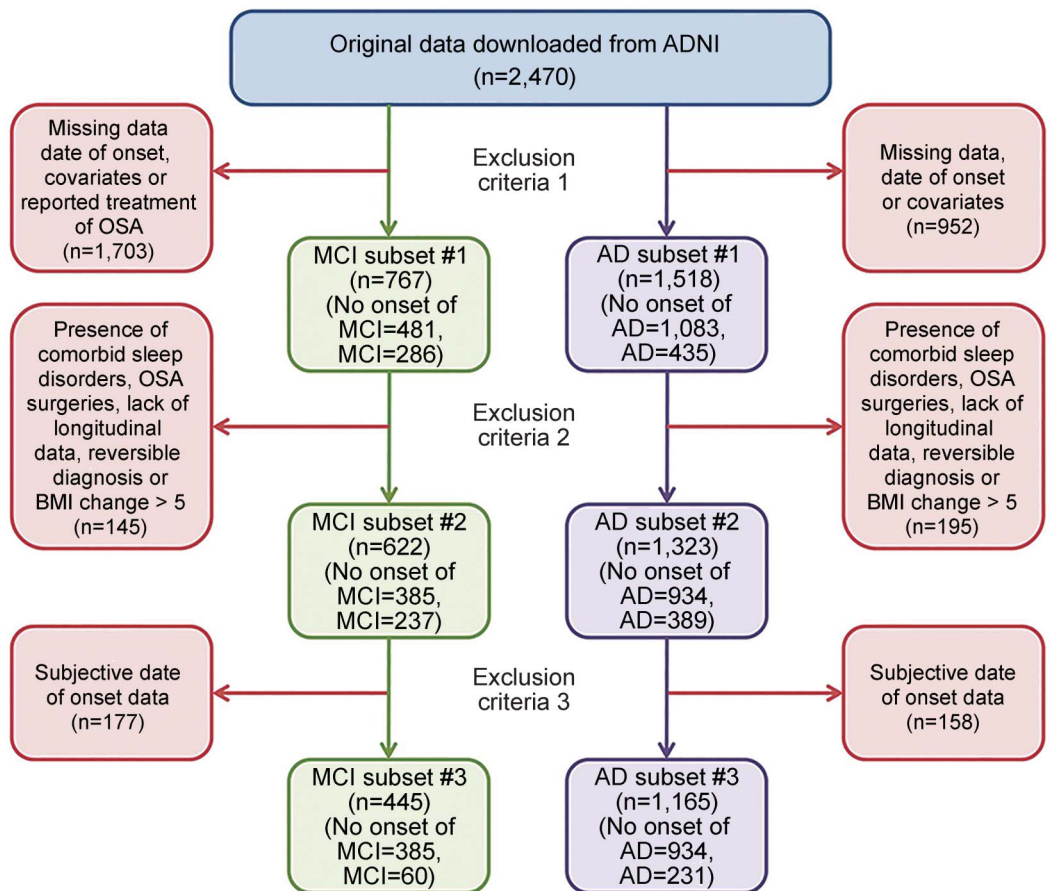 Original data downloaded from ADNI
(n=2,470)
Missing data
date of onset,
covariates or
reported treatment
of OSA
(n=1,703)
Exclusion
criteria 1
Missing data,
date of onset
or covariates
(n=952)
MCI subset #1
(n=767)
(No onset of
MCI=481,
MCI=286)
AD subset #1
(n=1,518)
(No onset of
AD=1,083,
AD=435)
Presence of
comorbid sleep
disorders, OSA
surgeries, lack of
longitudinal
data, reversible
diagnosis or
BMI change > 5
(n=145)
Exclusion
criteria 2
Presence of
comorbid sleep
disorders, OSA
surgeries, lack of
longitudinal
data, reversible
diagnosis or
BMI change > 5
(n=195)
MCI subset #2
(n=622)
(No onset of
MCI=385,
MCI=237)
AD subset #2
(n=1,323)
(No onset of
AD=934,
AD=389)
Subjective date
of onset data
(n=177)
Exclusion
criteria 3
Subjective date
of onset data
(n=158)
MCI subset #3
(n=445)
(No onset of
MCI=385,
MCI=60)
AD subset #3
(n=1,165)
(No onset of
AD=934,
AD=231)